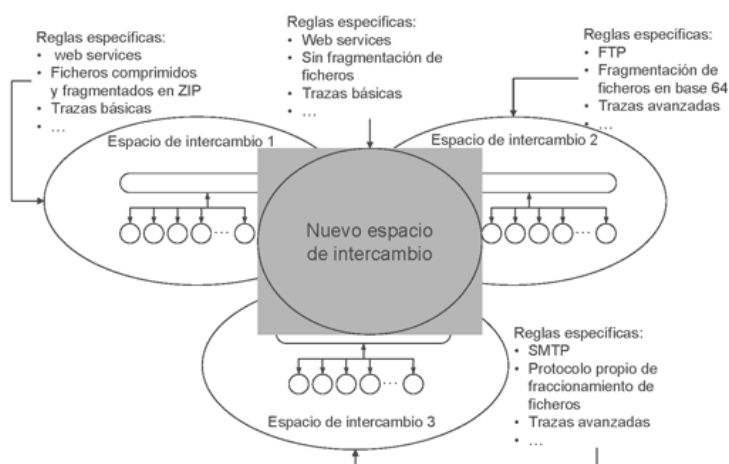 Reglas específicas:
• web services
• Ficheros comprimidos
y fragmentados en ZIP
• Trazas básicas
• ...
Reglas específicas:
• Web services
• Sin fragmentación de
ficheros
• Trazas básicas
• ...
Reglas específicas:
• FTP
• Fragmentación de
ficheros en base 64
• Trazas avanzadas
• ...
Espacio de intercambio 1
Espacio de intercambio 2
...
...
Nuevo espacio
de intercambio
...
Espacio de intercambio 3
Reglas específicas:
• SMTP
• Protocolo propio de
fraccionamiento de
ficheros
• Trazas avanzadas
• ...